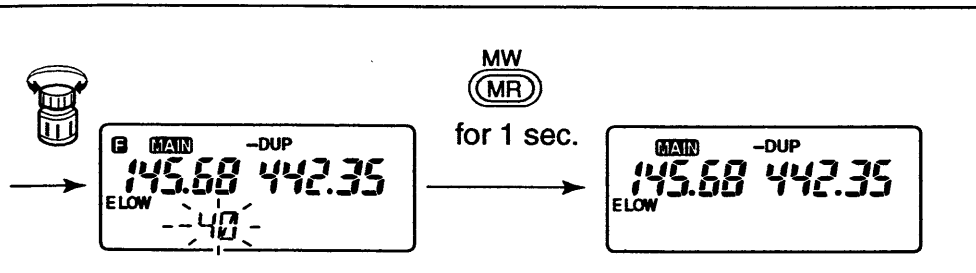 MW
MR
for 1 sec.
F MAIN -DUP
145.68 442.35
E LOW
40
MAIN -DUP
145.68 442.35
E LOW